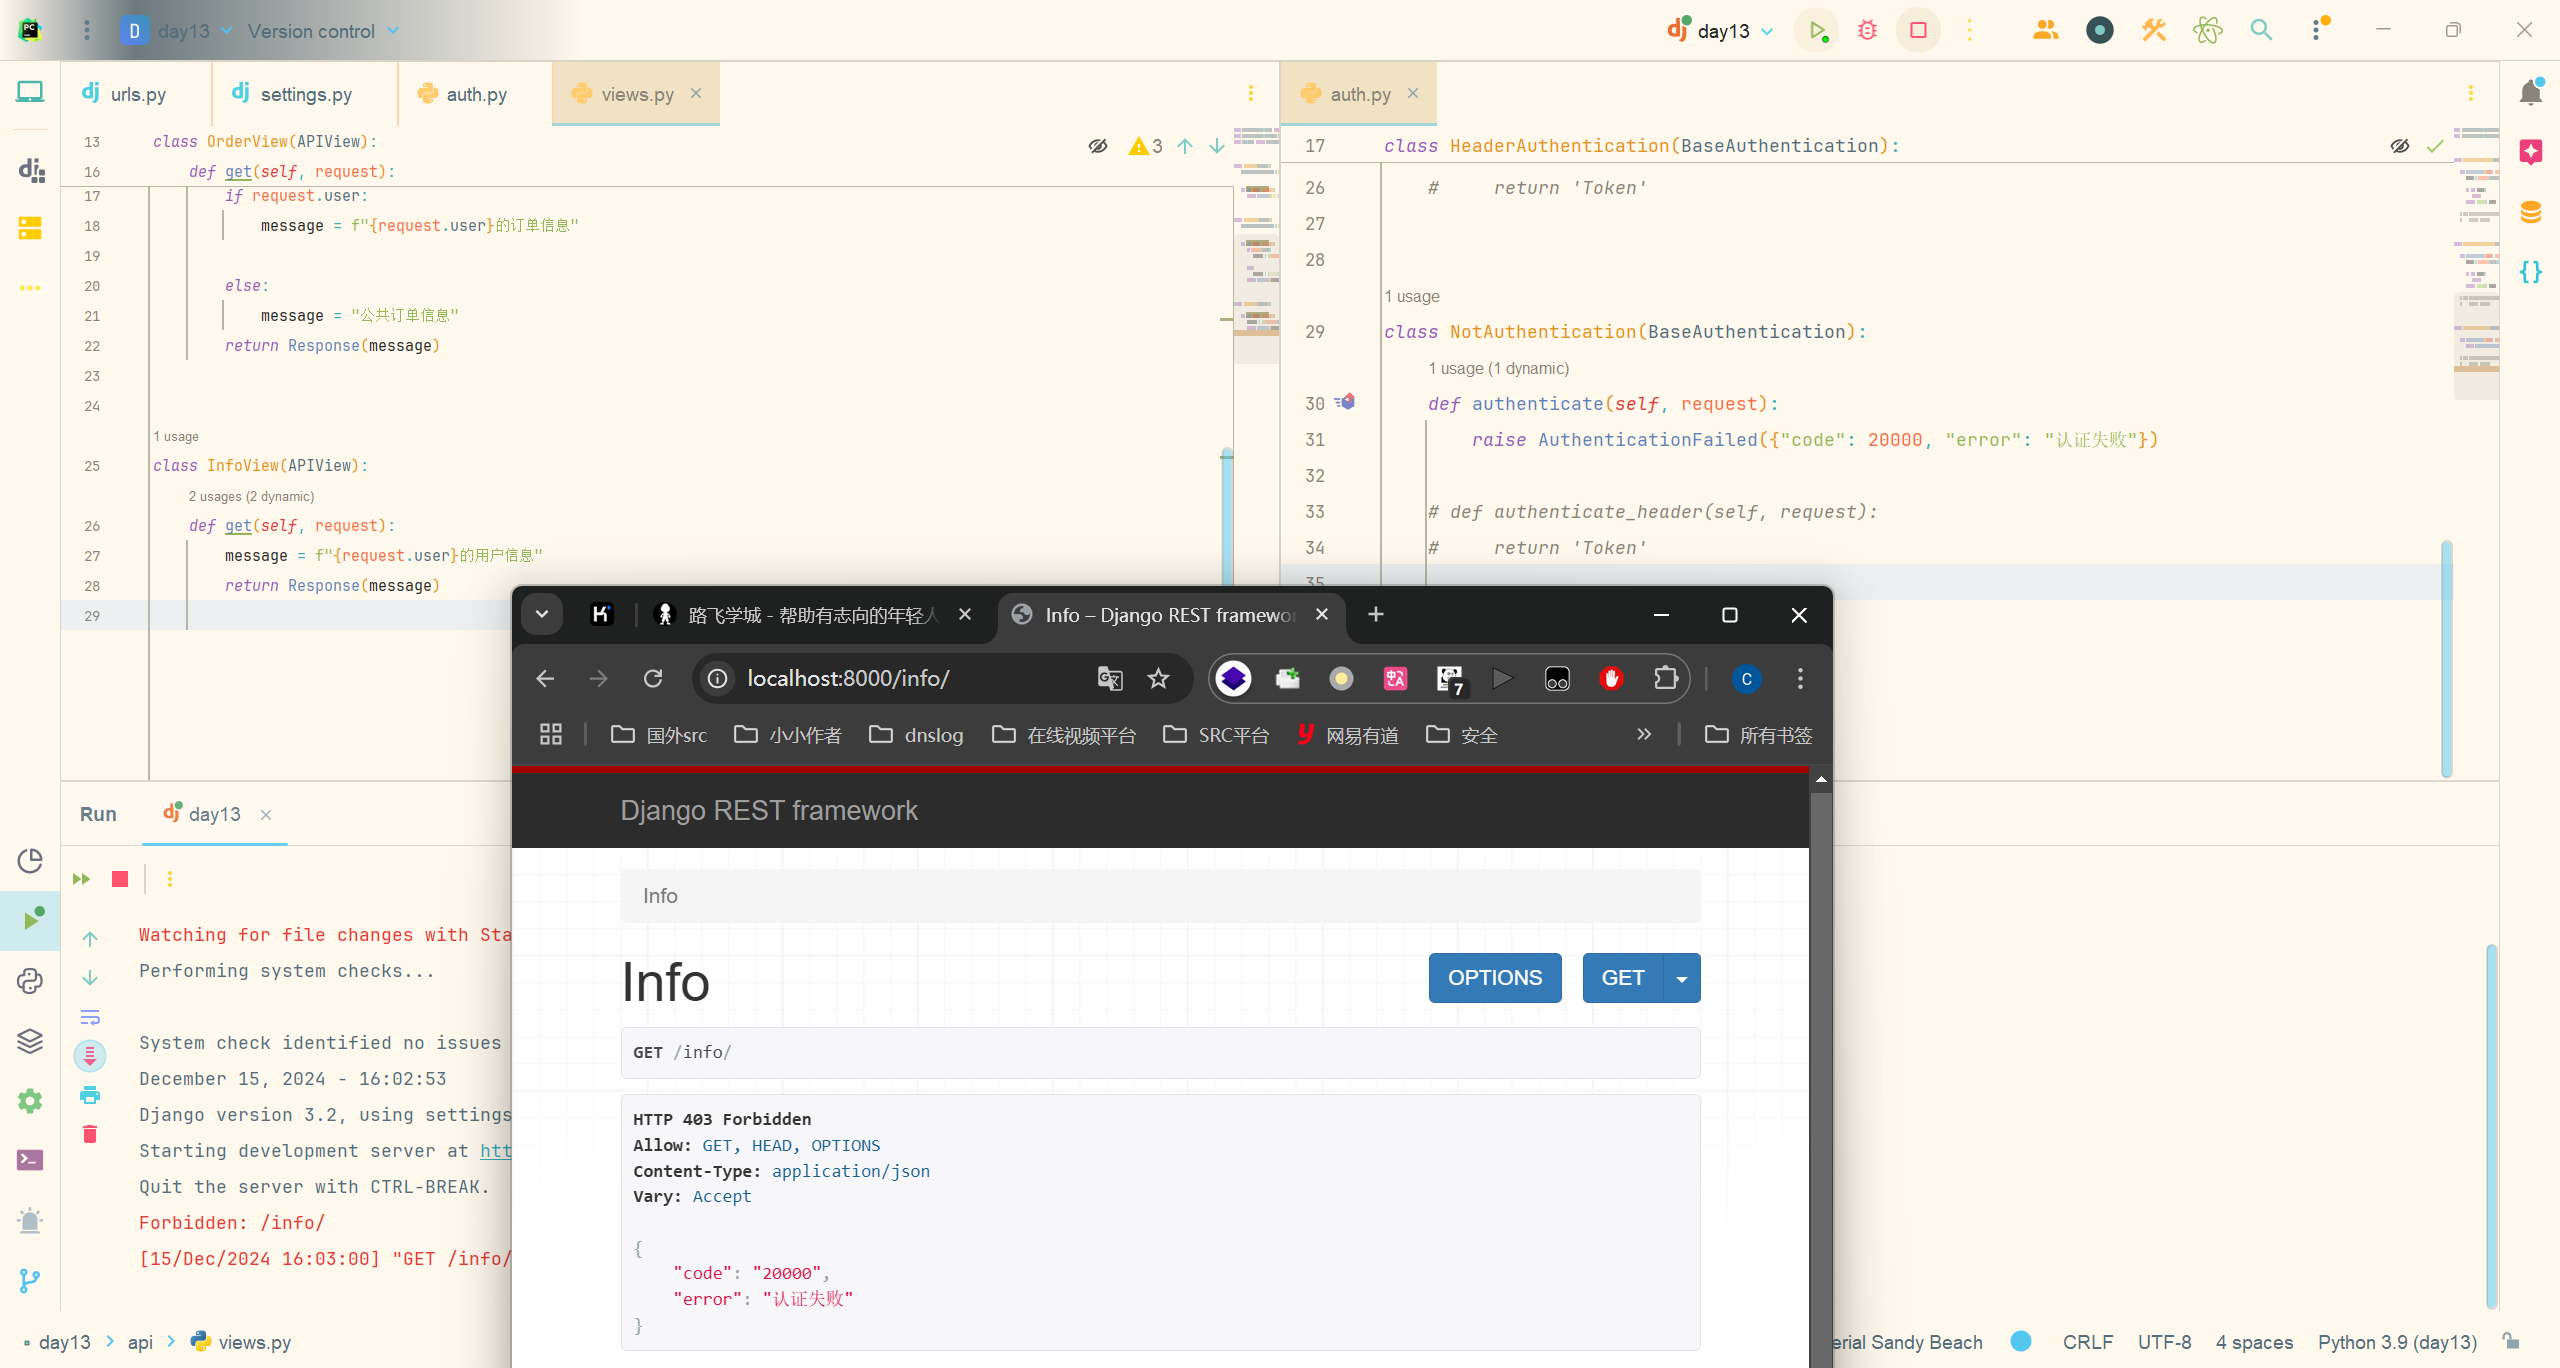 D day13 Version control
day13
urls.py settings.py auth.py views.py
13 class OrderView(APIView):
16 def get(self, request):
17 if request.user:
18 message = f"{request.user}的订单信息"
19
20 else:
21 message = "公共订单信息"
22 return Response(message)
23
24
1 usage
25 class InfoView(APIView):
2 usages (2 dynamic)
26 def get(self, request):
27 message = f"{request.user}的用户信息"
28 return Response(message)
29
3
auth.py
17 class HeaderAuthentication(BaseAuthentication):
26 # return 'Token'
27
28
1 usage
29 class NotAuthentication(BaseAuthentication):
1 usage (1 dynamic)
30 def authenticate(self, request):
31 raise AuthenticationFailed({"code": 20000, "error": "认证失败"})
32
33 # def authenticate_header(self, request):
34 # return 'Token'
35
路飞学城 - 帮助有志向的年轻人 Info – Django REST framewor
localhost:8000/info/
7 C
国外src 小小作者 dnslog 在线视频平台 SRC平台 网易有道 安全 所有书签
Django REST framework
Info
Info
OPTIONS GET
GET /info/
HTTP 403 Forbidden
Allow: GET, HEAD, OPTIONS
Content-Type: application/json
Vary: Accept
{
"code": "20000",
"error": "认证失败"
}
Run day13
Watching for file changes with Sta
Performing system checks...
System check identified no issues
December 15, 2024 - 16:02:53
Django version 3.2, using settings
Starting development server at htt
Quit the server with CTRL-BREAK.
Forbidden: /info/
[15/Dec/2024 16:03:00] "GET /info/
day13 api views.py
erial Sandy Beach CRLF UTF-8 4 spaces Python 3.9 (day13)